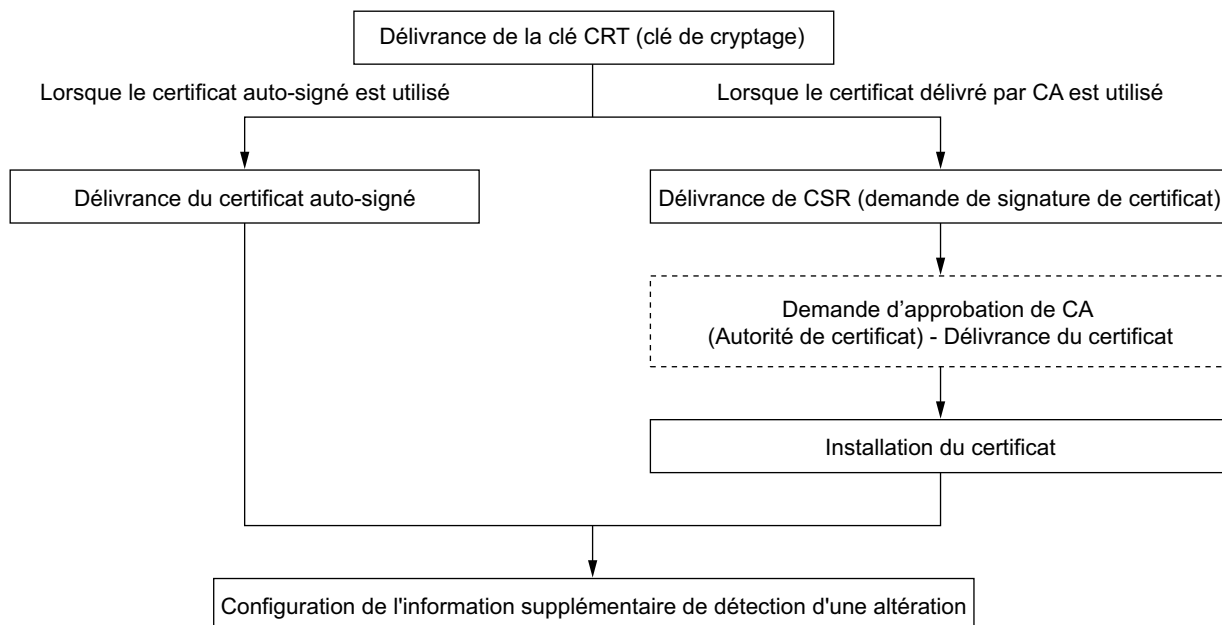 Délivrance de la clé CRT (clé de cryptage)
Lorsque le certificat auto-signé est utilisé
Lorsque le certificat délivré par CA est utilisé
Délivrance du certificat auto-signé
Délivrance de CSR (demande de signature de certificat)
Demande d’approbation de CA
(Autorité de certificat) - Délivrance du certificat
Installation du certificat
Configuration de l'information supplémentaire de détection d'une altération